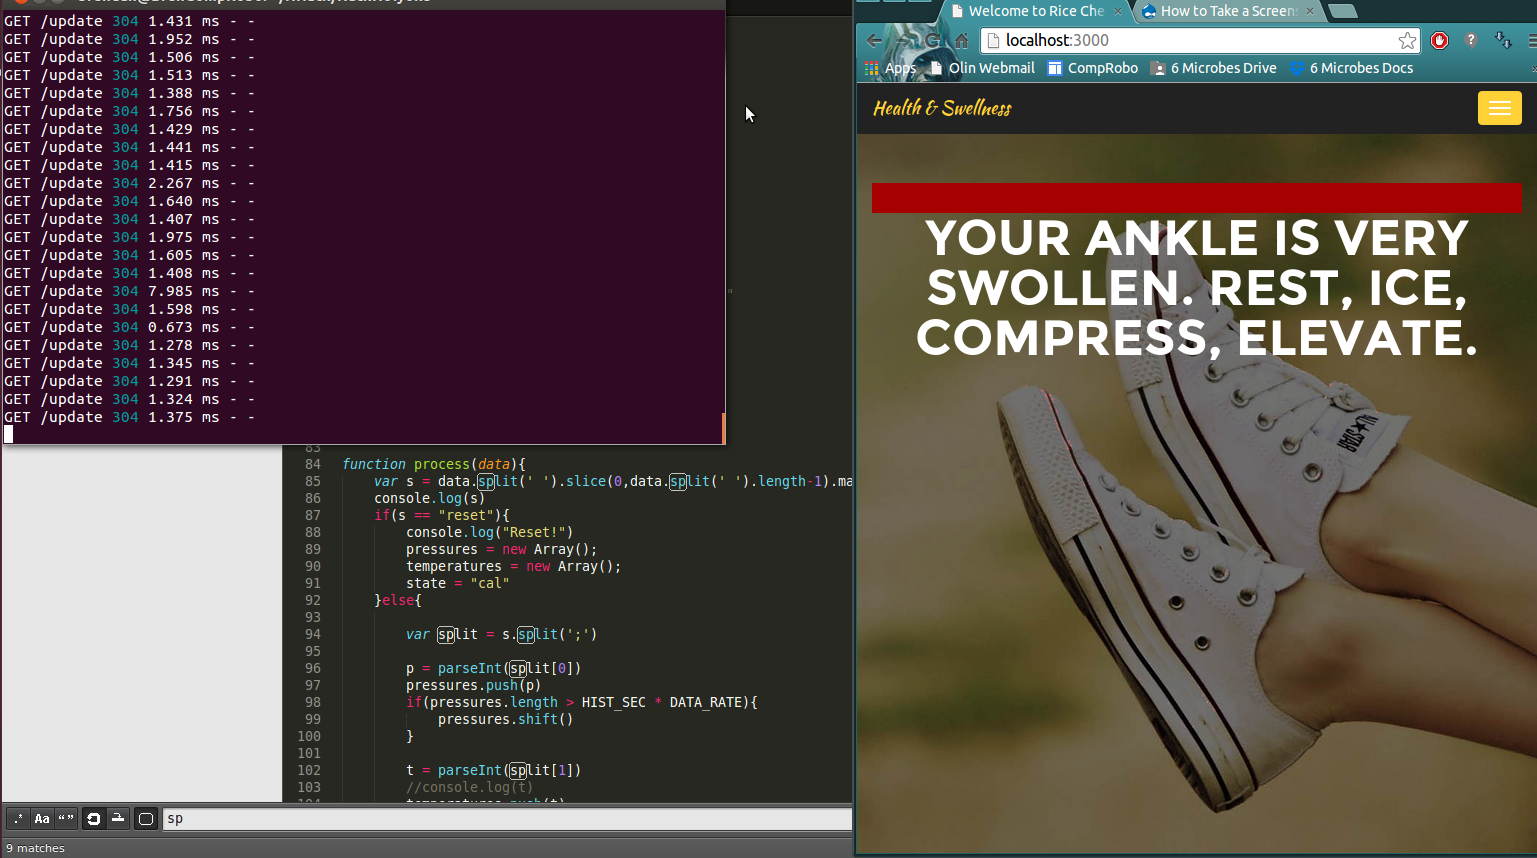 GET /update 304 1.431 ms - -
GET /update 304 1.952 ms - -
GET /update 304 1.506 ms - -
GET /update 304 1.513 ms - -
GET /update 304 1.388 ms - -
GET /update 304 1.756 ms - -
GET /update 304 1.429 ms - -
GET /update 304 1.441 ms - -
GET /update 304 1.415 ms - -
GET /update 304 2.267 ms - -
GET /update 304 1.640 ms - -
GET /update 304 1.407 ms - -
GET /update 304 1.975 ms - -
GET /update 304 1.605 ms - -
GET /update 304 1.408 ms - -
GET /update 304 7.985 ms - -
GET /update 304 1.598 ms - -
GET /update 304 0.673 ms - -
GET /update 304 1.278 ms - -
GET /update 304 1.345 ms - -
GET /update 304 1.291 ms - -
GET /update 304 1.324 ms - -
GET /update 304 1.375 ms - -
83
84 function process(data){
85 var s = data.split(' ').slice(0,data.split(' ').length-1).ma
86 console.log(s)
87 if(s == "reset"){
88 console.log("Reset!")
89 pressures = new Array();
90 temperatures = new Array();
91 state = "cal"
92 }else{
93
94 var split = s.split(';')
95
96 p = parseInt(split[0])
97 pressures.push(p)
98 if(pressures.length > HIST_SEC * DATA_RATE){
99 pressures.shift()
100 }
101
102 t = parseInt(split[1])
103 //console.log(t)
104 temperatures.push(t)
.* Aa “”
sp
9 matches
Welcome to Rice Che
How to Take a Screens
localhost:3000
Apps Olin Webmail CompRobo 6 Microbes Drive 6 Microbes Docs »
Health & Swellness
YOUR ANKLE IS VERY
SWOLLEN. REST, ICE,
COMPRESS, ELEVATE.
ALL STAR